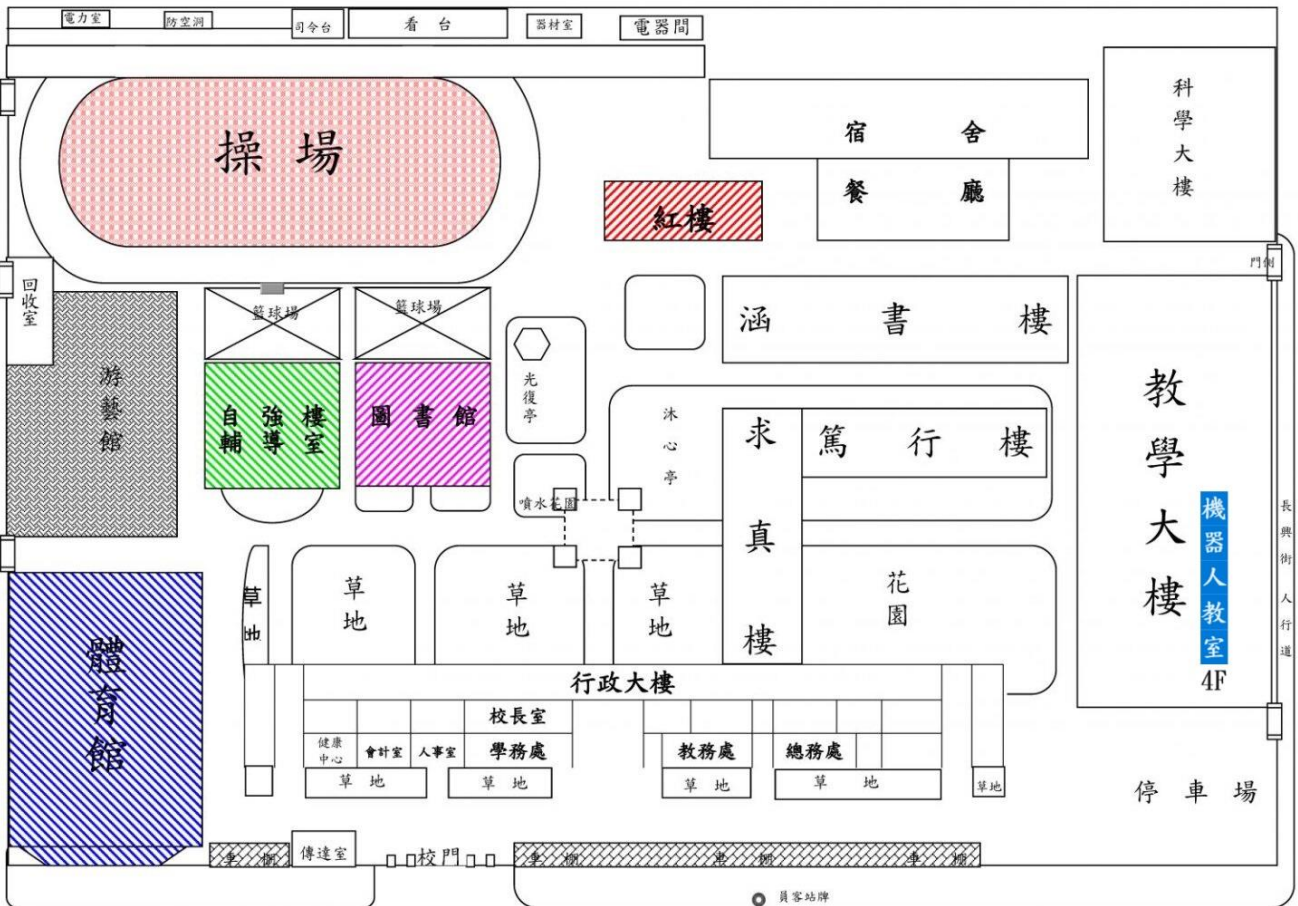 電力室
防空洞
司令台
看台
器材室
電器間
操場
宿舍
餐廳
科學大樓
紅樓
門側
回收室
籃球場
籃球場
涵書樓
游藝館
自強樓
輔導室
圖書館
光復亭
沐心亭
求真樓
篤行樓
教學大樓
機器人教室
4F
長興街人行道
噴水花園
草地
草地
草地
草地
花園
體育館
行政大樓
校長室
健康
中心
會計室
人事室
學務處
教務處
總務處
草地
草地
草地
草地
草地
停車場
車棚
傳達室
校門
車棚
車棚
車棚
員客站牌